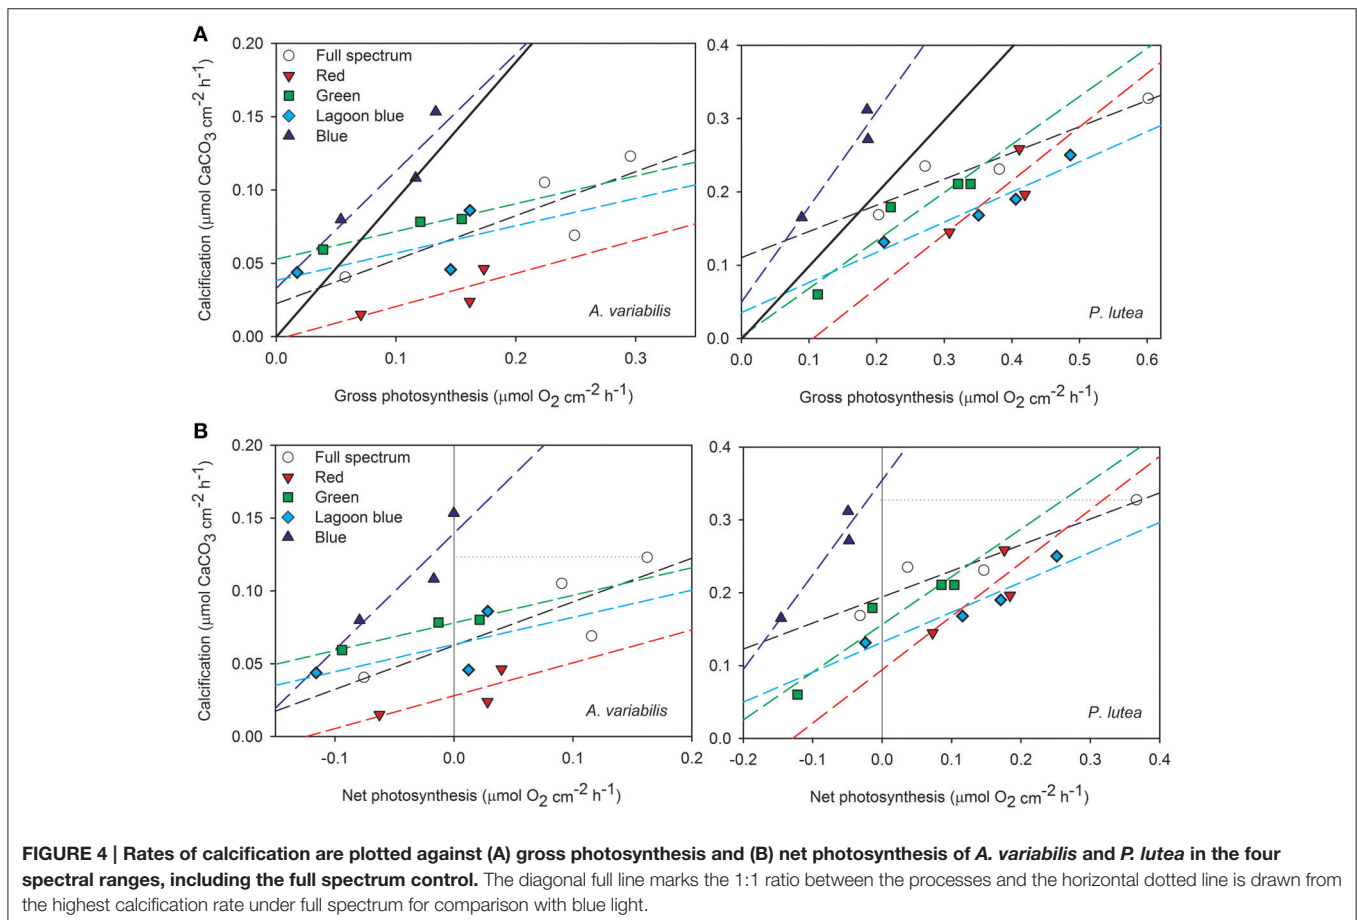 A
0.20
0.15
0.10
0.05
0.00
Calcification (μmol CaCO3 cm-2 h-1)
Full spectrum
Red
Green
Lagoon blue
Blue
A. variabilis
0.0 0.1 0.2 0.3
Gross photosynthesis (μmol O2 cm-2 h-1)
0.4
0.3
0.2
0.1
0.0
P. lutea
0.0 0.1 0.2 0.3 0.4 0.5 0.6
Gross photosynthesis (μmol O2 cm-2 h-1)
B
0.20
0.15
0.10
0.05
0.00
Calcification (μmol CaCO3 cm-2 h-1)
Full spectrum
Red
Green
Lagoon blue
Blue
A. variabilis
-0.1 0.0 0.1 0.2
Net photosynthesis (μmol O2 cm-2 h-1)
0.4
0.3
0.2
0.1
0.0
P. lutea
-0.2 -0.1 0.0 0.1 0.2 0.3 0.4
Net photosynthesis (μmol O2 cm-2 h-1)
FIGURE 4 | Rates of calcification are plotted against (A) gross photosynthesis and (B) net photosynthesis of A. variabilis and P. lutea in the four
spectral ranges, including the full spectrum control. The diagonal full line marks the 1:1 ratio between the processes and the horizontal dotted line is drawn from
the highest calcification rate under full spectrum for comparison with blue light.